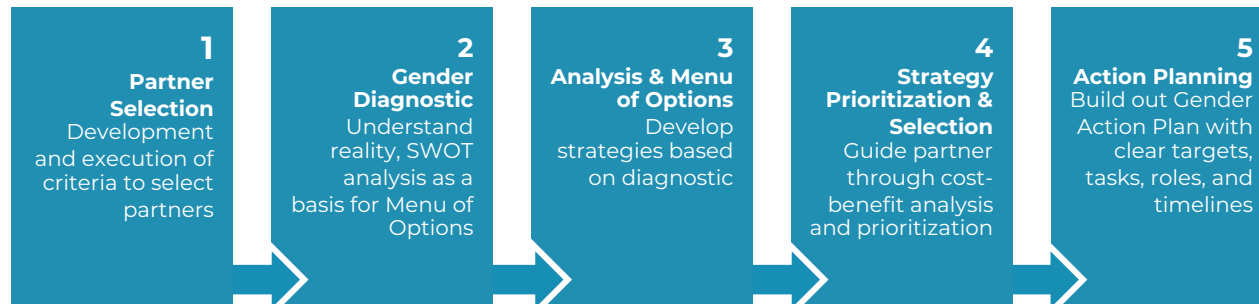 1
Partner
Selection
Development
and execution of
criteria to select
partners
2
Gender
Diagnostic
Understand
reality, SWOT
analysis as a
basis for Menu of
Options
3
Analysis & Menu
of Options
Develop
strategies based
on diagnostic
4
Strategy
Prioritization &
Selection
Guide partner
through cost-
benefit analysis
and prioritization
5
Action Planning
Build out Gender
Action Plan with
clear targets,
tasks, roles, and
timelines